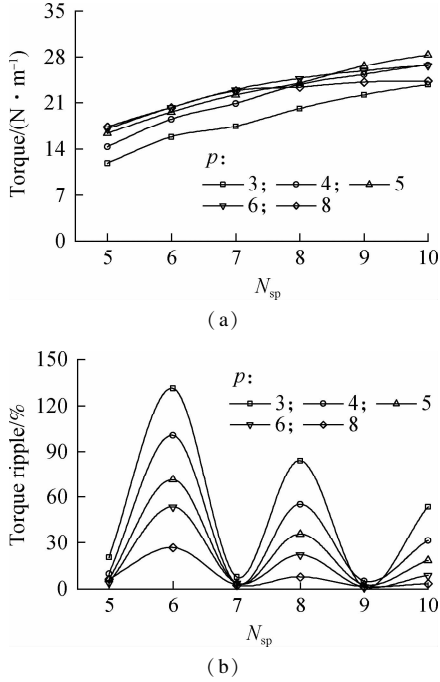 35
28
21
14
7
0
Torque/(N · m⁻¹)
p:
3; 4; 5
6; 8
5 6 7 8 9 10
Nsp
(a)
150
120
90
60
30
0
Torque ripple/%
p:
3; 4; 5
6; 8
5 6 7 8 9 10
Nsp
(b)